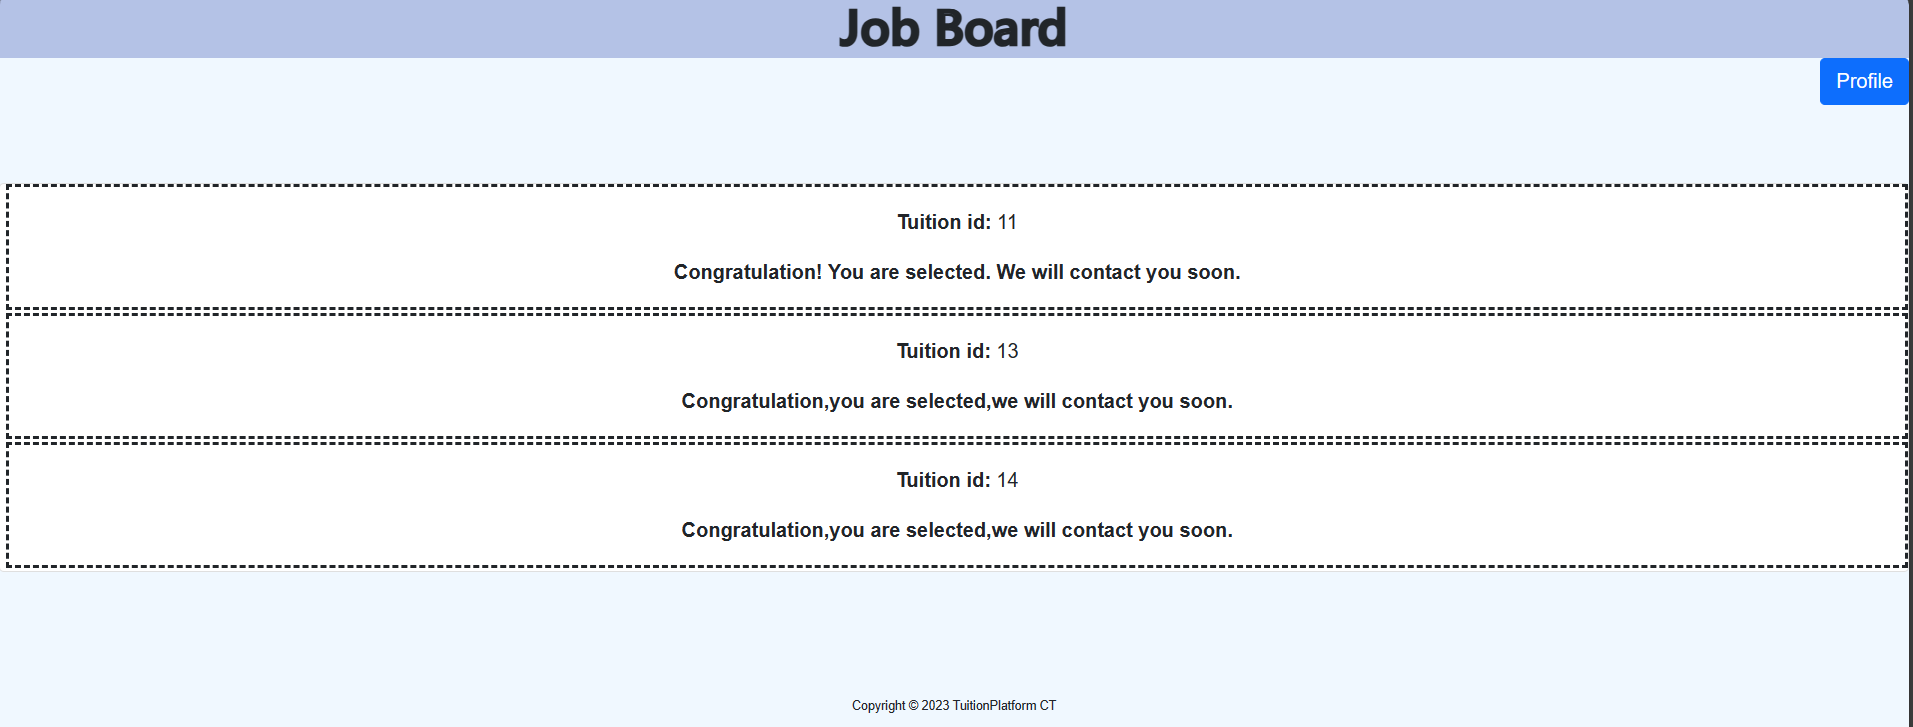 Job Board
Profile
Tuition id: 11
Congratulation! You are selected. We will contact you soon.
Tuition id: 13
Congratulation,you are selected,we will contact you soon.
Tuition id: 14
Congratulation,you are selected,we will contact you soon.
Copyright © 2023 TuitionPlatform CT